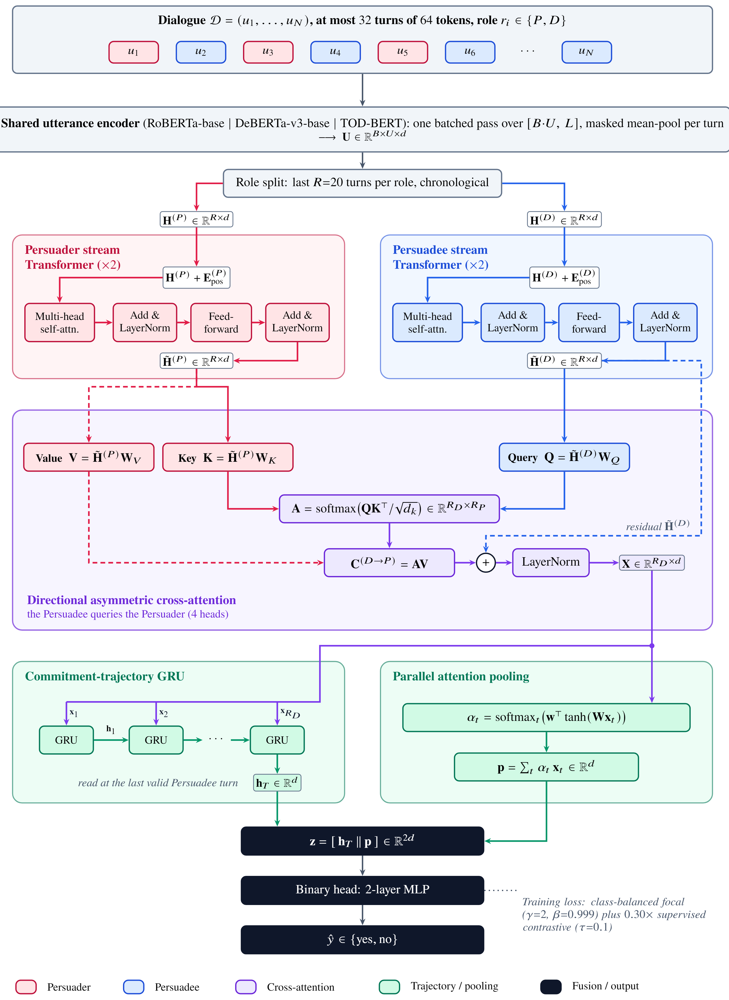 Dialogue 𝒟 = (u₁, . . . , u_N), at most 32 turns of 64 tokens, role r_i ∈ {P, D}
u₁ u₂ u₃ u₄ u₅ u₆ · · · u_N
Shared utterance encoder (RoBERTa-base | DeBERTa-v3-base | TOD-BERT): one batched pass over [B·U, L], masked mean-pool per turn
⟶ U ∈ ℝ^{B×U×d}
Role split: last R=20 turns per role, chronological
H^{(P)} ∈ ℝ^{R×d} H^{(D)} ∈ ℝ^{R×d}
Persuader stream
Transformer (×2)
H^{(P)} + E_{pos}^{(P)}
Multi-head
self-attn.
Add &
LayerNorm
Feed-
forward
Add &
LayerNorm
H̃^{(P)} ∈ ℝ^{R×d}
Persuadee stream
Transformer (×2)
H^{(D)} + E_{pos}^{(D)}
Multi-head
self-attn.
Add &
LayerNorm
Feed-
forward
Add &
LayerNorm
H̃^{(D)} ∈ ℝ^{R×d}
Value V = H̃^{(P)}W_V
Key K = H̃^{(P)}W_K
Query Q = H̃^{(D)}W_Q
A = softmax(QK^⊤/√d_k) ∈ ℝ^{R_D×R_P}
residual H̃^{(D)}
C^{(D→P)} = AV
+
LayerNorm
X ∈ ℝ^{R_D×d}
Directional asymmetric cross-attention
the Persuadee queries the Persuader (4 heads)
Commitment-trajectory GRU
x₁ x₂ x_{R_D}
GRU h₁ GRU · · · GRU
read at the last valid Persuadee turn h_T ∈ ℝ^d
Parallel attention pooling
α_t = softmax_t(w^⊤ tanh(Wx_t))
p = ∑_t α_t x_t ∈ ℝ^d
z = [ h_T ∥ p ] ∈ ℝ^{2d}
Binary head: 2-layer MLP
Training loss: class-balanced focal
(γ=2, β=0.999) plus 0.30× supervised
contrastive (τ=0.1)
ŷ ∈ {yes, no}
Persuader Persuadee Cross-attention Trajectory / pooling Fusion / output